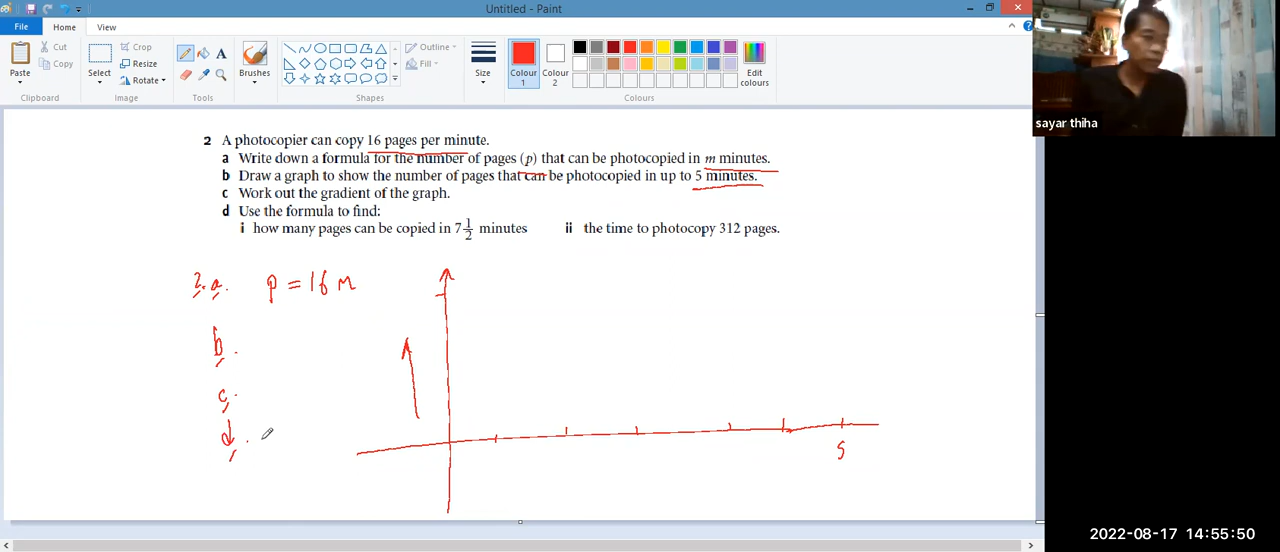 Untitled - Paint
File Home View
Paste
Cut
Copy
Clipboard
Select
Crop
Resize
Rotate
Image
Tools
Brushes
Shapes
Outline
Fill
Size
Colour 1
Colour 2
Edit colours
Colours
sayar thiha
2 A photocopier can copy 16 pages per minute.
a Write down a formula for the number of pages (p) that can be photocopied in m minutes.
b Draw a graph to show the number of pages that can be photocopied in up to 5 minutes.
c Work out the gradient of the graph.
d Use the formula to find:
i how many pages can be copied in 7 1/2 minutes ii the time to photocopy 312 pages.
2. a. p = 16 m
b.
c.
d.
5
2022-08-17 14:55:50